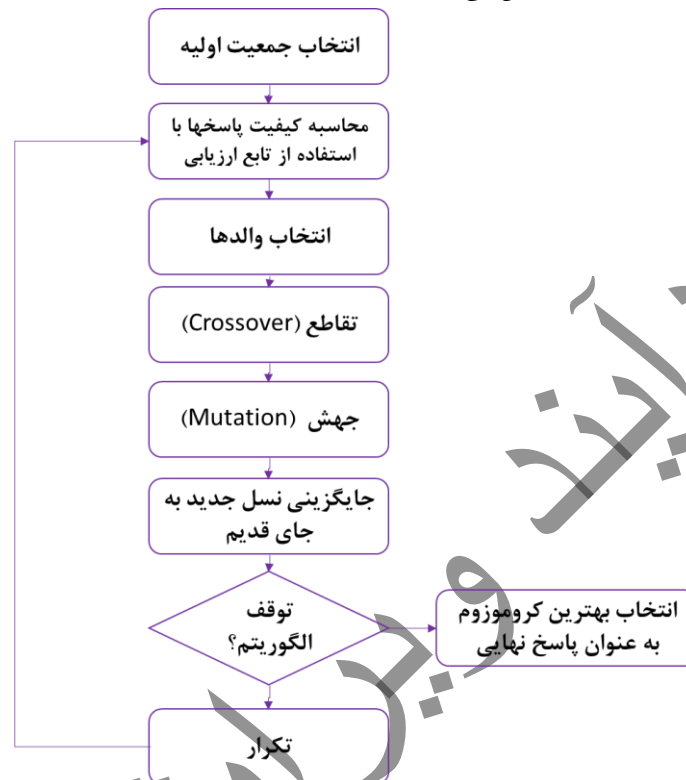 انتخاب جمعیت اولیه
محاسبه کیفیت پاسخها با
استفاده از تابع ارزیابی
انتخاب والدها
تقاطع (Crossover)
جهش (Mutation)
جایگزینی نسل جدید به
جای قدیم
توقف
الگوریتم؟
انتخاب بهترین کروموزوم
به عنوان پاسخ نهایی
تکرار